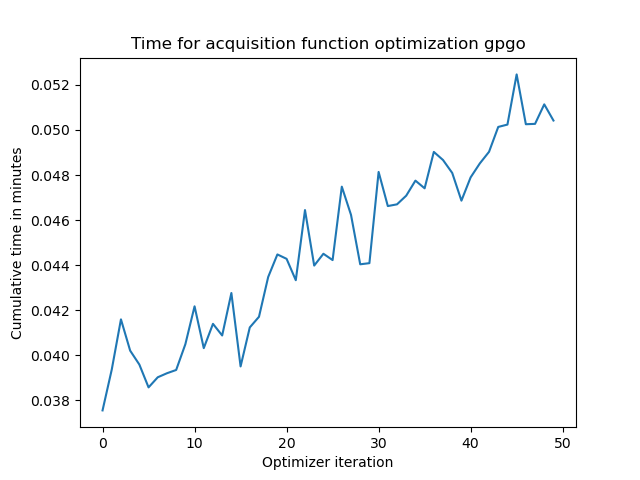 Time for acquisition function optimization gpgo
0.052
0.050
0.048
0.046
0.044
0.042
0.040
0.038
Cumulative time in minutes
0 10 20 30 40 50
Optimizer iteration